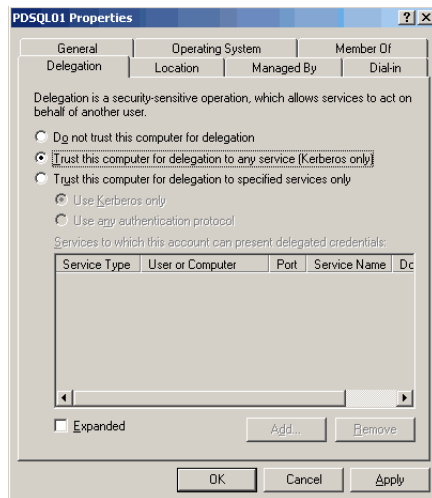 PDSQL01 Properties
General Operating System Member Of
Delegation Location Managed By Dial-in
Delegation is a security-sensitive operation, which allows services to act on
behalf of another user.
Do not trust this computer for delegation
Trust this computer for delegation to any service (Kerberos only)
Trust this computer for delegation to specified services only
Use Kerberos only
Use any authentication protocol
Services to which this account can present delegated credentials:
Service Type User or Computer Port Service Name Do
Expanded Add... Remove
OK Cancel Apply